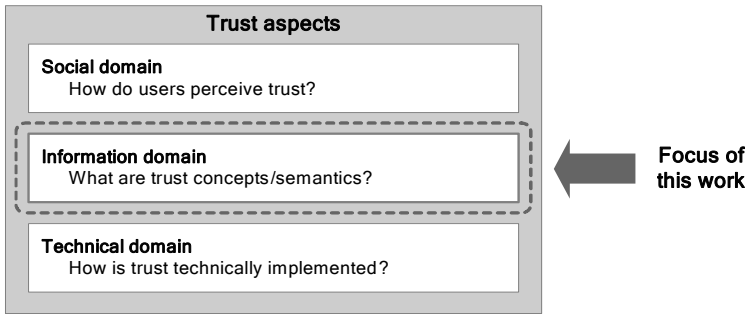 Trust aspects
Social domain
How do users perceive trust?
Information domain
What are trust concepts/semantics?
Technical domain
How is trust technically implemented?
Focus of
this work